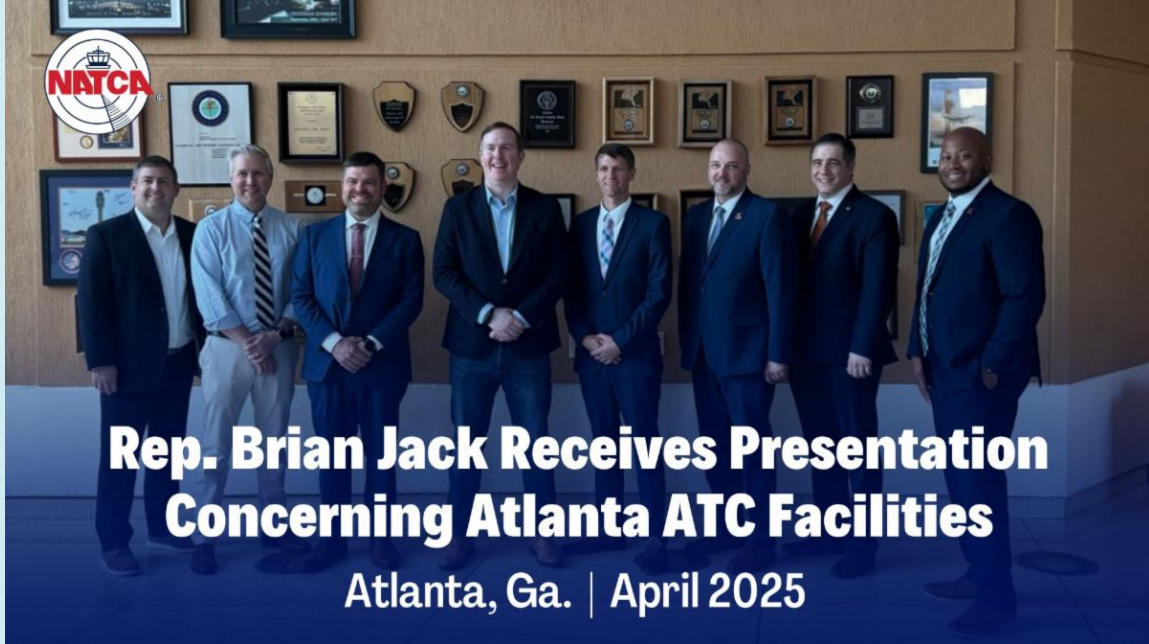 NATCA
Rep. Brian Jack Receives Presentation
Concerning Atlanta ATC Facilities
Atlanta, Ga. | April 2025